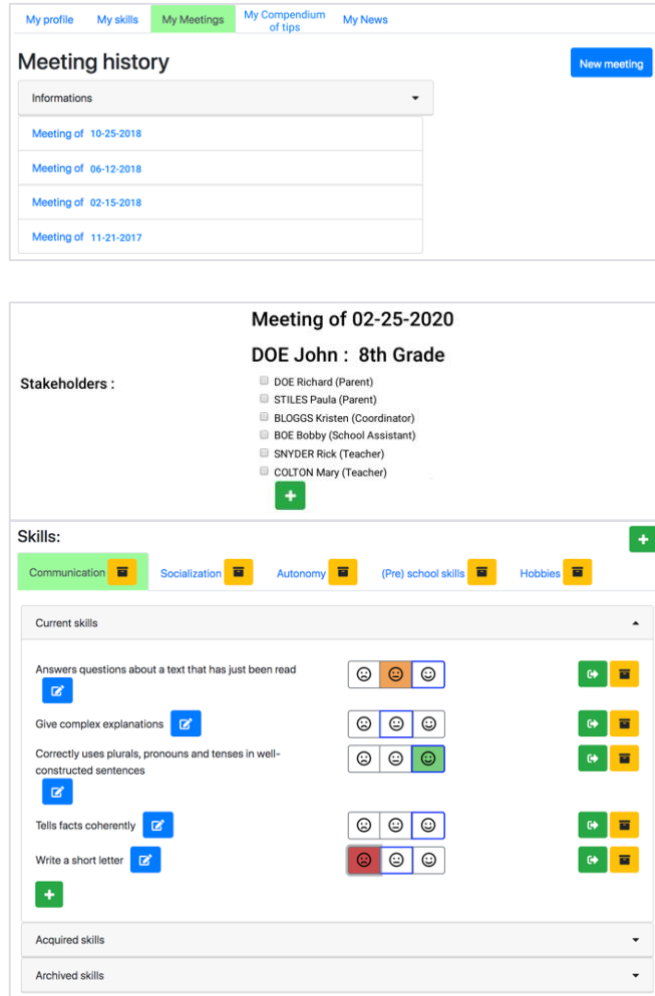 My profile My skills My Meetings My Compendium of tips My News
Meeting history
New meeting
Informations
Meeting of 10-25-2018
Meeting of 06-12-2018
Meeting of 02-15-2018
Meeting of 11-21-2017
Meeting of 02-25-2020
DOE John : 8th Grade
Stakeholders :
DOE Richard (Parent)
STILES Paula (Parent)
BLOGGS Kristen (Coordinator)
BOE Bobby (School Assistant)
SNYDER Rick (Teacher)
COLTON Mary (Teacher)
Skills:
Communication Socialization Autonomy (Pre) school skills Hobbies
Current skills
Answers questions about a text that has just been read
Give complex explanations
Correctly uses plurals, pronouns and tenses in well-
constructed sentences
Tells facts coherently
Write a short letter
Acquired skills
Archived skills